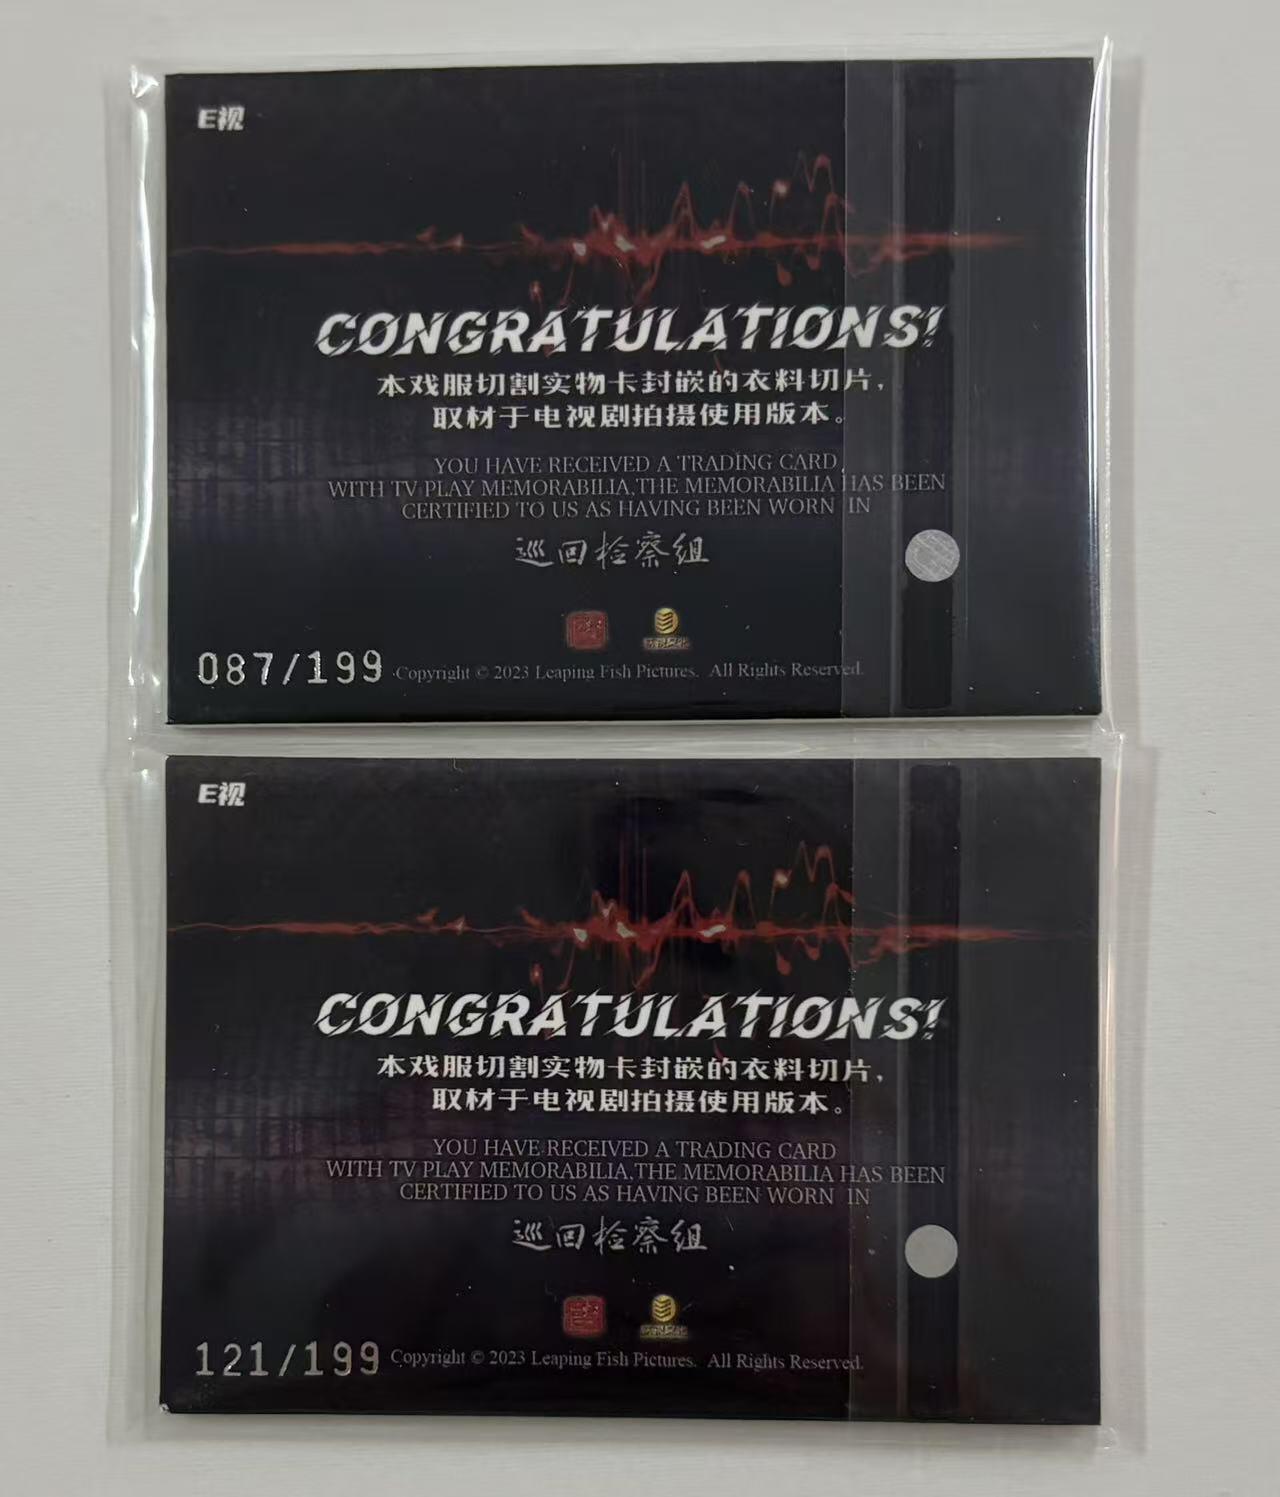 E视
CONGRATULATIONS!
本戏服切割实物卡封嵌的衣料切片，
取材于电视剧拍摄使用版本。
YOU HAVE RECEIVED A TRADING CARD
WITH TV PLAY MEMORABILIA,THE MEMORABILIA HAS BEEN
CERTIFIED TO US AS HAVING BEEN WORN IN
巡回检察组
087/199 Copyright © 2023 Leaping Fish Pictures. All Rights Reserved.
E视
CONGRATULATIONS!
本戏服切割实物卡封嵌的衣料切片，
取材于电视剧拍摄使用版本。
YOU HAVE RECEIVED A TRADING CARD
WITH TV PLAY MEMORABILIA,THE MEMORABILIA HAS BEEN
CERTIFIED TO US AS HAVING BEEN WORN IN
巡回检察组
121/199 Copyright © 2023 Leaping Fish Pictures. All Rights Reserved.